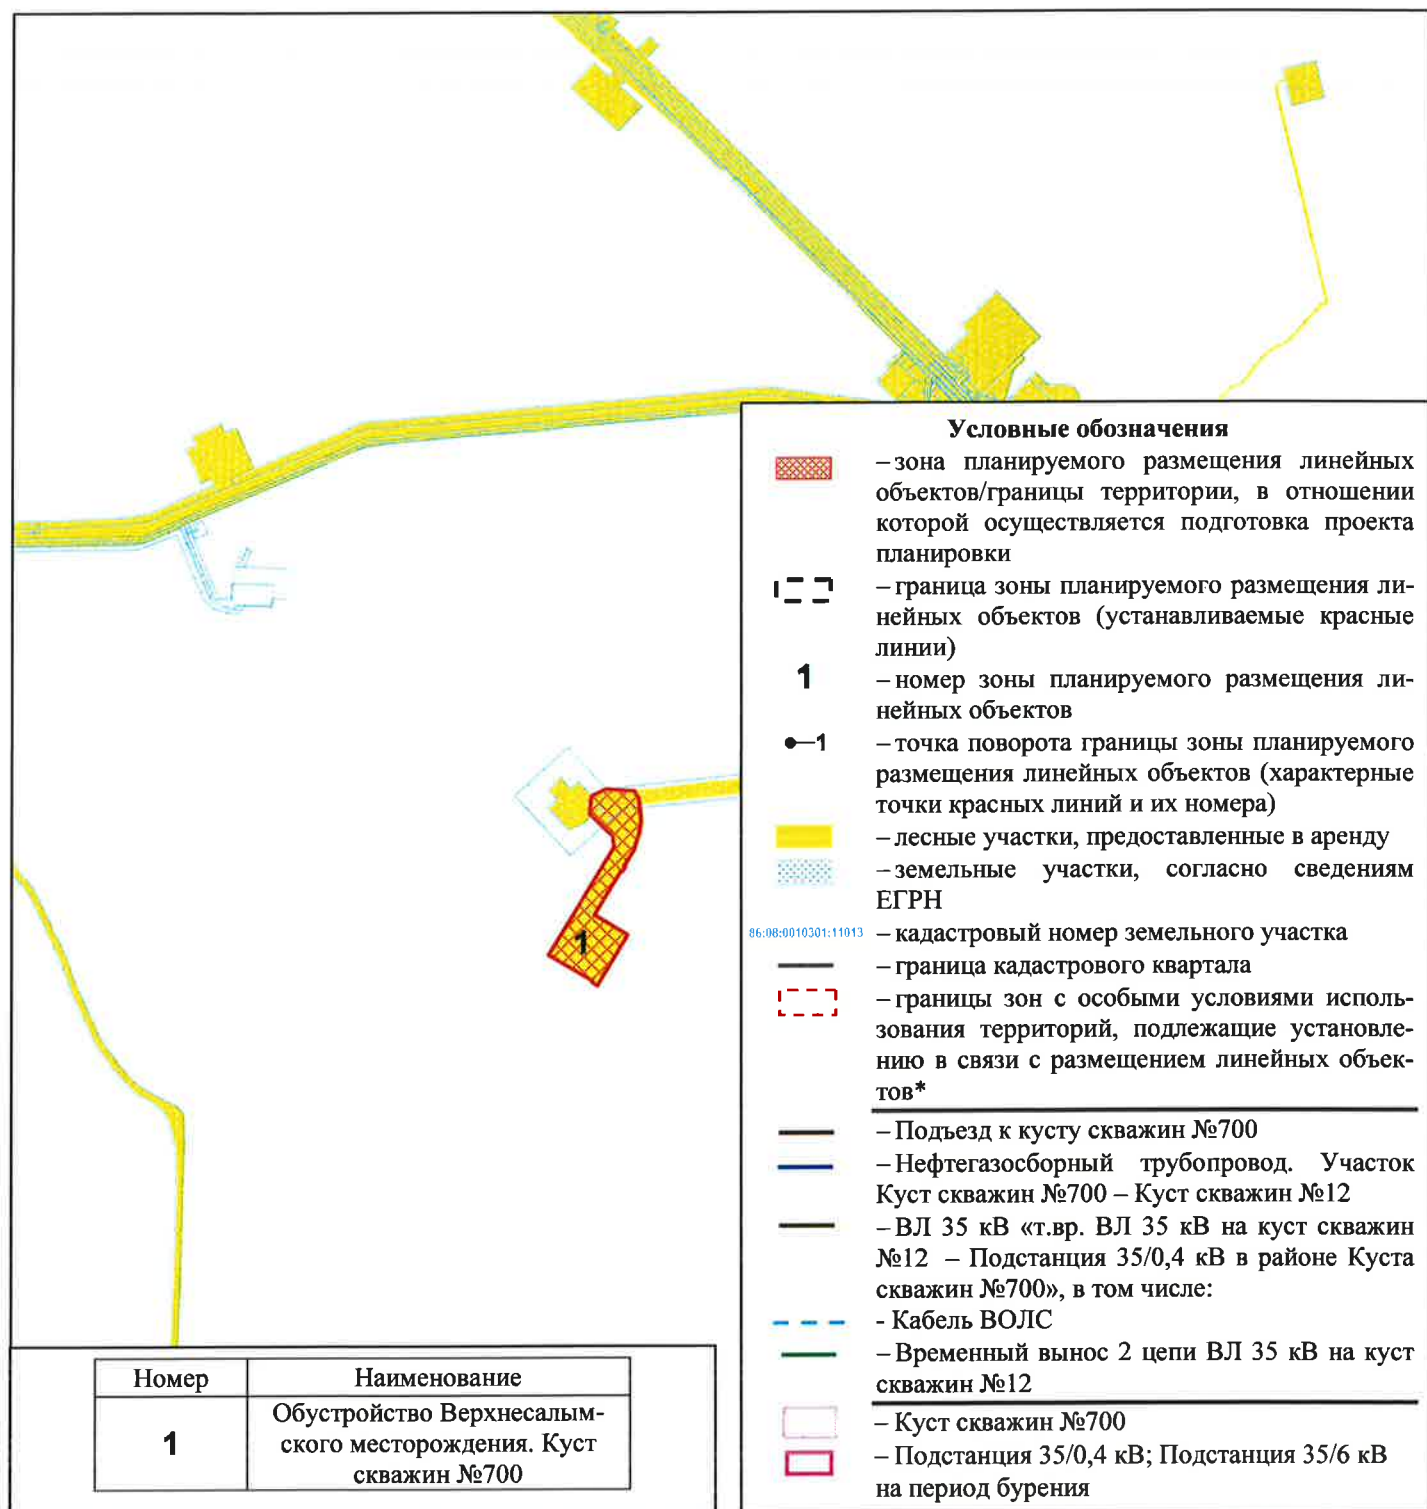 Условные обозначения
– зона планируемого размещения линейных
объектов/границы территории, в отношении
которой осуществляется подготовка проекта
планировки
– граница зоны планируемого размещения ли-
нейных объектов (устанавливаемые красные
линии)
1 – номер зоны планируемого размещения ли-
нейных объектов
1 – точка поворота границы зоны планируемого
размещения линейных объектов (характерные
точки красных линий и их номера)
– лесные участки, предоставленные в аренду
– земельные участки, согласно сведениям
ЕГРН
86:08:0010301:11013 – кадастровый номер земельного участка
– граница кадастрового квартала
– границы зон с особыми условиями исполь-
зования территорий, подлежащие установле-
нию в связи с размещением линейных объек-
тов*
– Подъезд к кусту скважин №700
– Нефтегазосборный трубопровод. Участок
Куст скважин №700 – Куст скважин №12
– ВЛ 35 кВ «т.вр. ВЛ 35 кВ на куст скважин
№12 – Подстанция 35/0,4 кВ в районе Куста
скважин №700», в том числе:
- Кабель ВОЛС
– Временный вынос 2 цепи ВЛ 35 кВ на куст
скважин №12
– Куст скважин №700
– Подстанция 35/0,4 кВ; Подстанция 35/6 кВ
на период бурения
1
Номер Наименование
1 Обустройство Верхнесалым-
ского месторождения. Куст
скважин №700